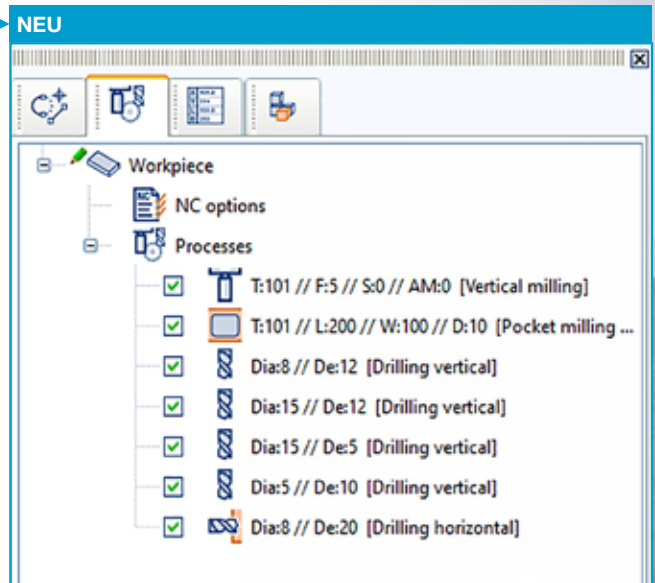 NEU
Workpiece
NC options
Processes
T:101 // F:5 // S:0 // AM:0 [Vertical milling]
T:101 // L:200 // W:100 // D:10 [Pocket milling ...
Dia:8 // De:12 [Drilling vertical]
Dia:15 // De:12 [Drilling vertical]
Dia:15 // De:5 [Drilling vertical]
Dia:5 // De:10 [Drilling vertical]
Dia:8 // De:20 [Drilling horizontal]